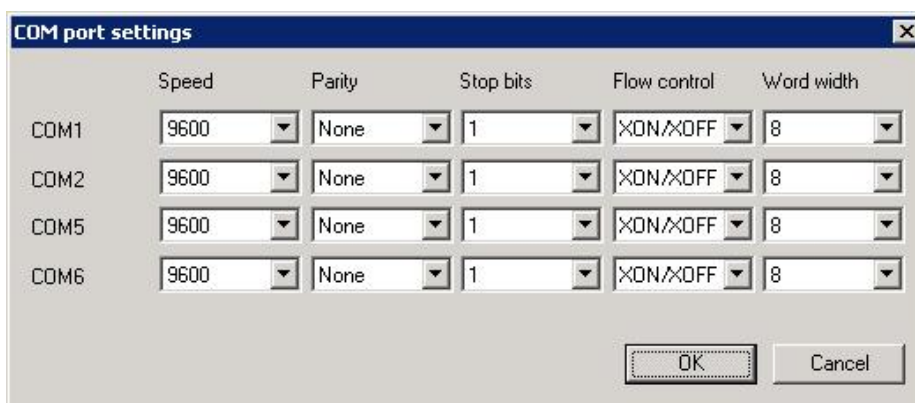 COM port settings
Speed Parity Stop bits Flow control Word width
COM1 9600 None 1 XON/XOFF 8
COM2 9600 None 1 XON/XOFF 8
COM5 9600 None 1 XON/XOFF 8
COM6 9600 None 1 XON/XOFF 8
OK Cancel